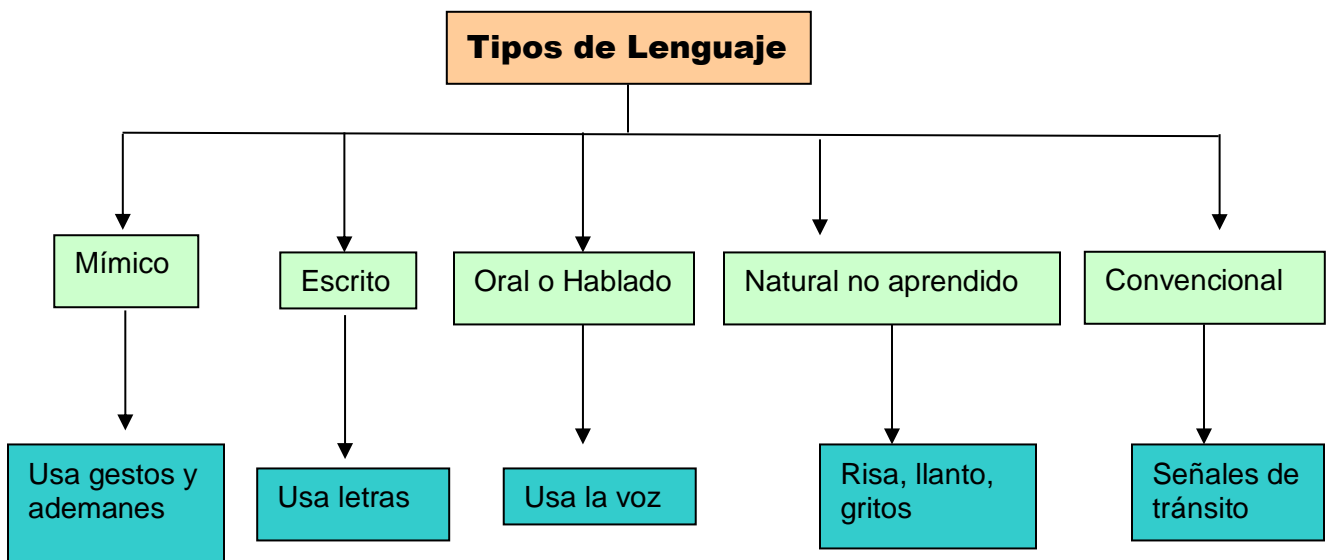 Tipos de Lenguaje
Mímico
Escrito
Oral o Hablado
Natural no aprendido
Convencional
Usa gestos y
ademanes
Usa letras
Usa la voz
Risa, llanto,
gritos
Señales de
tránsito